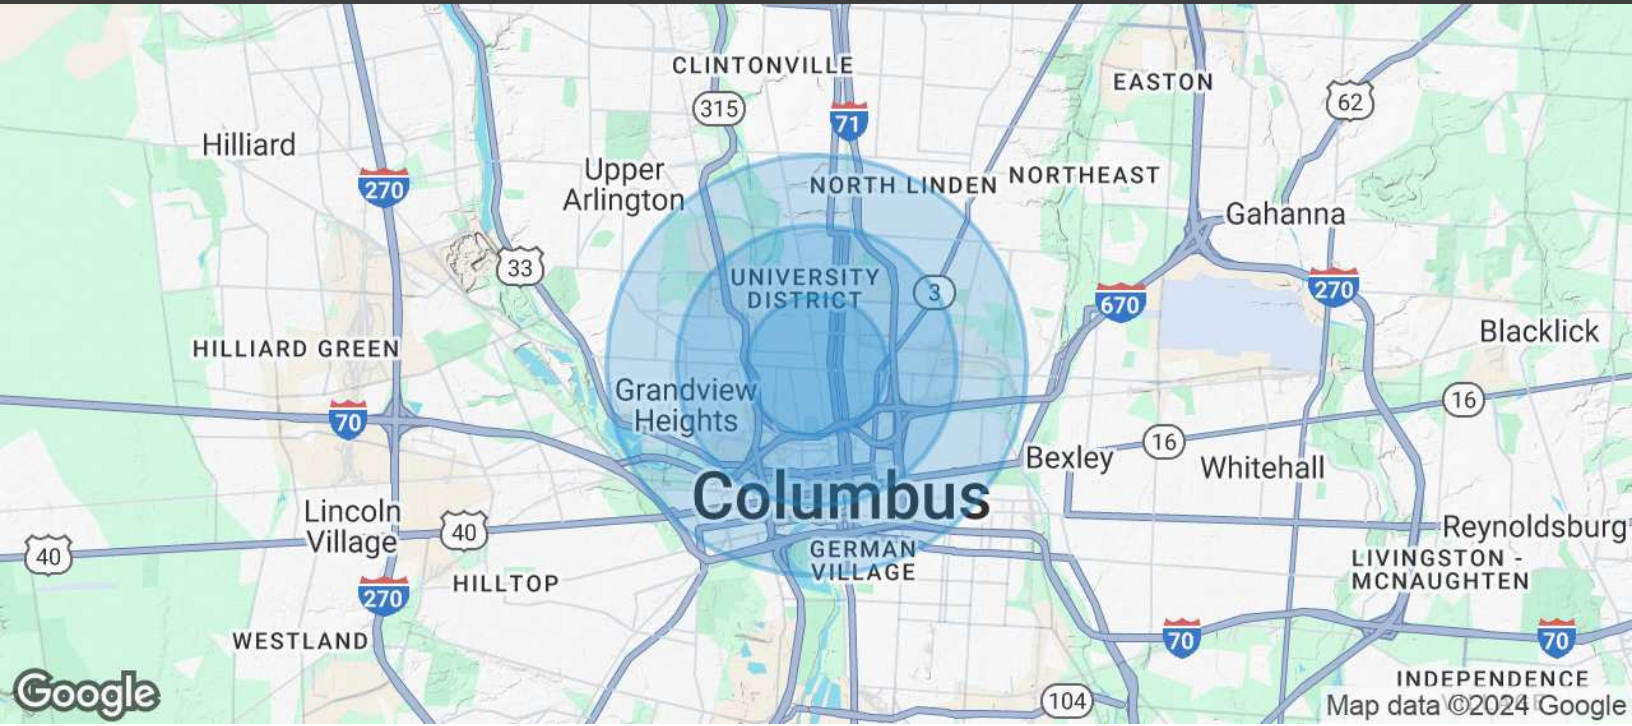 CLINTONVILLE
EASTON
315
62
71
Hilliard
Upper
Arlington
270
NORTH LINDEN
NORTHEAST
Gahanna
33
UNIVERSITY
DISTRICT
3
670
270
Blacklick
HILLIARD GREEN
Grandview
Heights
70
16
16
Bexley
Whitehall
Columbus
Lincoln
Village
40
40
Reynoldsburg
GERMAN
VILLAGE
LIVINGSTON -
MCNAUGHTEN
HILLTOP
270
WESTLAND
70
70
INDEPENDENCE
Google
104
Map data ©2024 Google